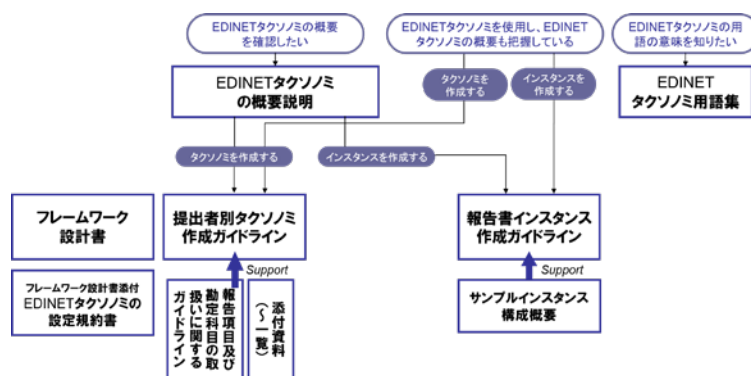 EDINETタクソノミの概要
を確認したい
EDINETタクソノミを使用し、EDINET
タクソノミの概要も把握している
EDINETタクソノミの用
語の意味を知りたい
EDINETタクソノミ
の概要説明
タクソノミを
作成する
インスタンスを
作成する
EDINET
タクソノミ用語集
タクソノミを作成する
インスタンスを作成する
フレームワーク
設計書
提出者別タクソノミ
作成ガイドライン
報告書インスタンス
作成ガイドライン
Support
Support
フレームワーク設計書添付
EDINETタクソノミの
設定規約書
報告項目及び
勘定科目の取
扱いに関する
ガイドライン
添付資料
(~一覧)
サンプルインスタンス
構成概要